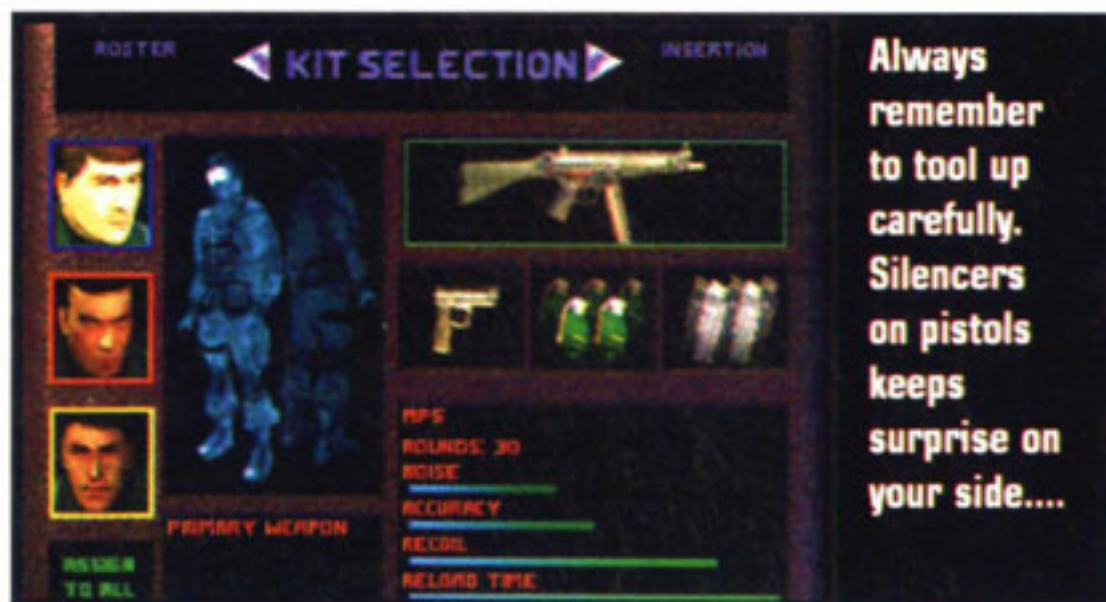 ROSTER
KIT SELECTION
INSERTION
MP5
ROUNDS: 30
NOISE
ACCURACY
RECOIL
RELOAD TIME
PRIMARY WEAPON
ASSIGN
TO ALL
Always
remember
to tool up
carefully.
Silencers
on pistols
keeps
surprise on
your side....